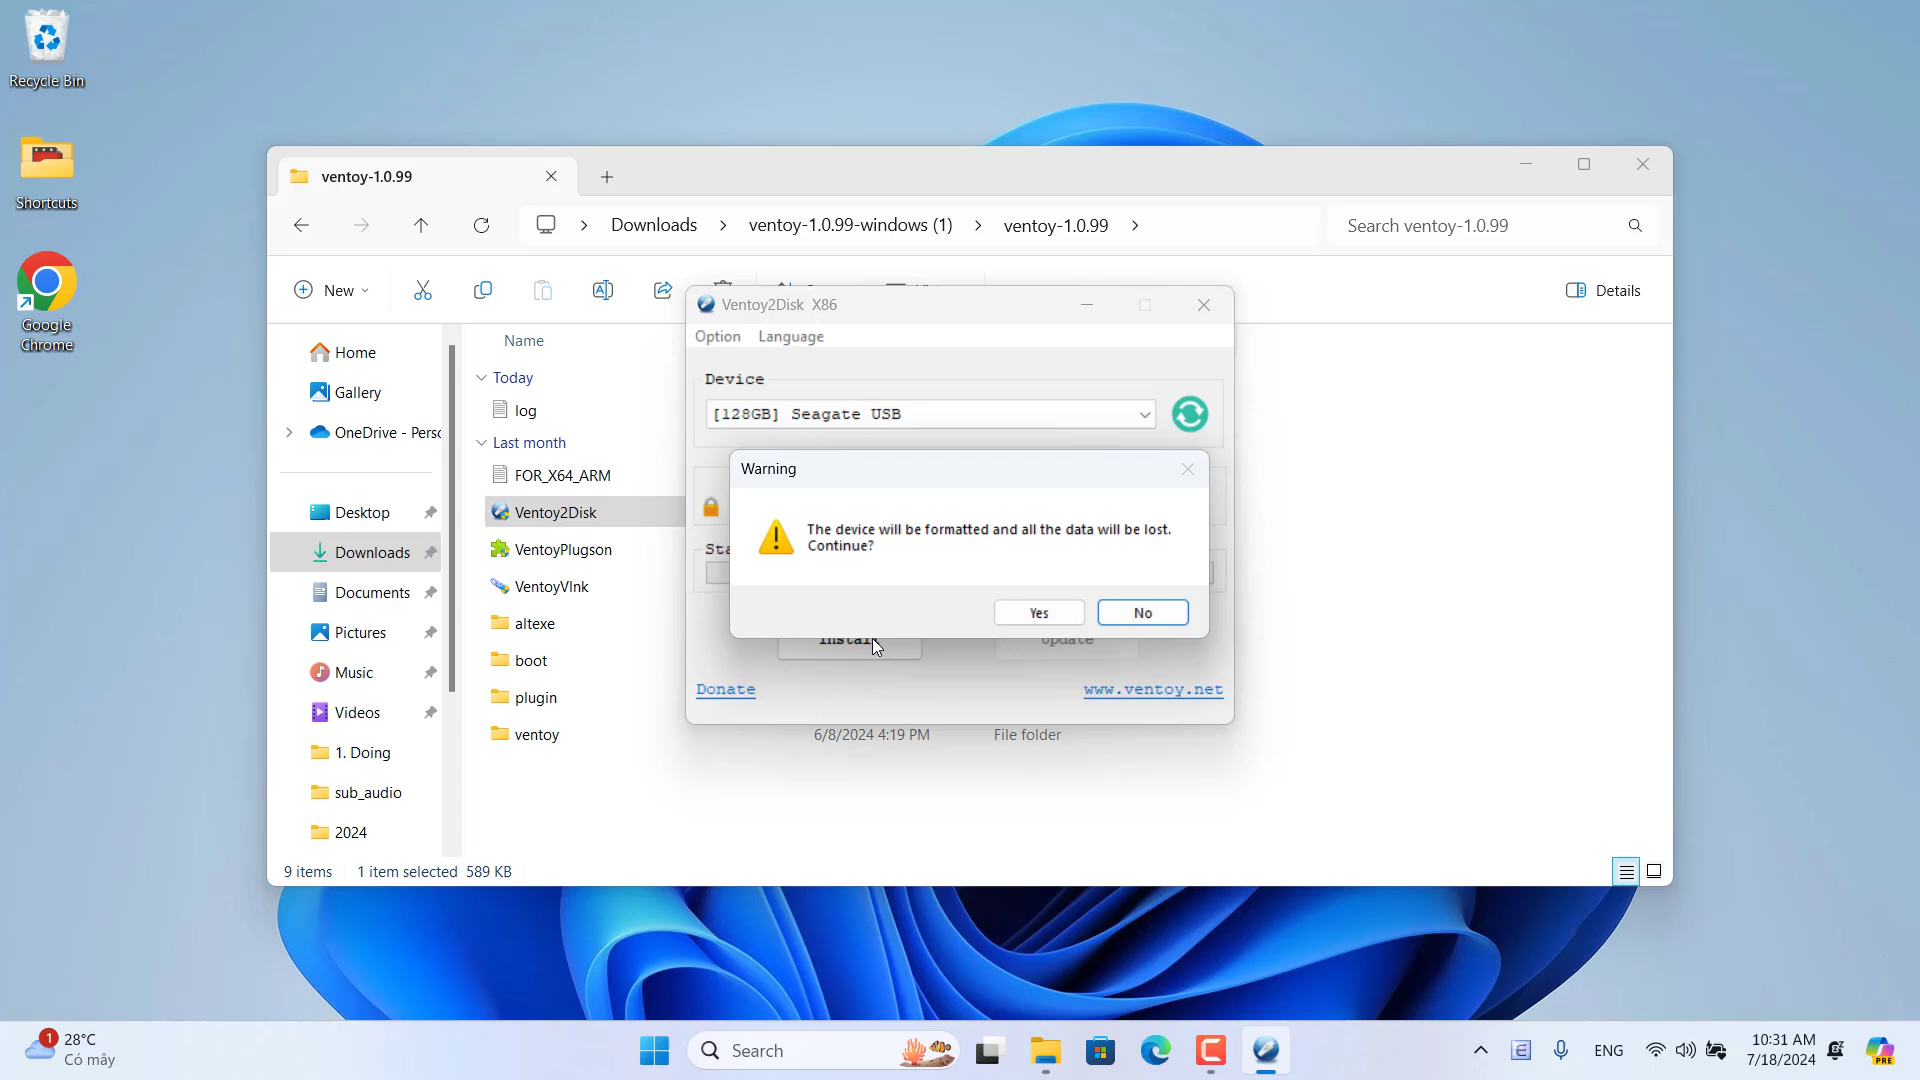 Recycle Bin
Shortcuts
Google
Chrome
ventoy-1.0.99
Downloads
ventoy-1.0.99-windows (1)
ventoy-1.0.99
Search ventoy-1.0.99
New
Details
Home
Gallery
OneDrive - Perso
Desktop
Downloads
Documents
Pictures
Music
Videos
1. Doing
sub_audio
2024
Name
Today
log
Last month
FOR_X64_ARM
Ventoy2Disk
VentoyPlugson
VentoyVlnk
altexe
boot
plugin
ventoy
6/8/2024 4:19 PM
File folder
Ventoy2Disk X86
Option
Language
Device
[128GB] Seagate USB
Warning
The device will be formatted and all the data will be lost.
Continue?
Yes
No
Install
Update
Donate
www.ventoy.net
9 items
1 item selected 589 KB
1
28°C
Có mây
Search
ENG
10:31 AM
7/18/2024
PRE